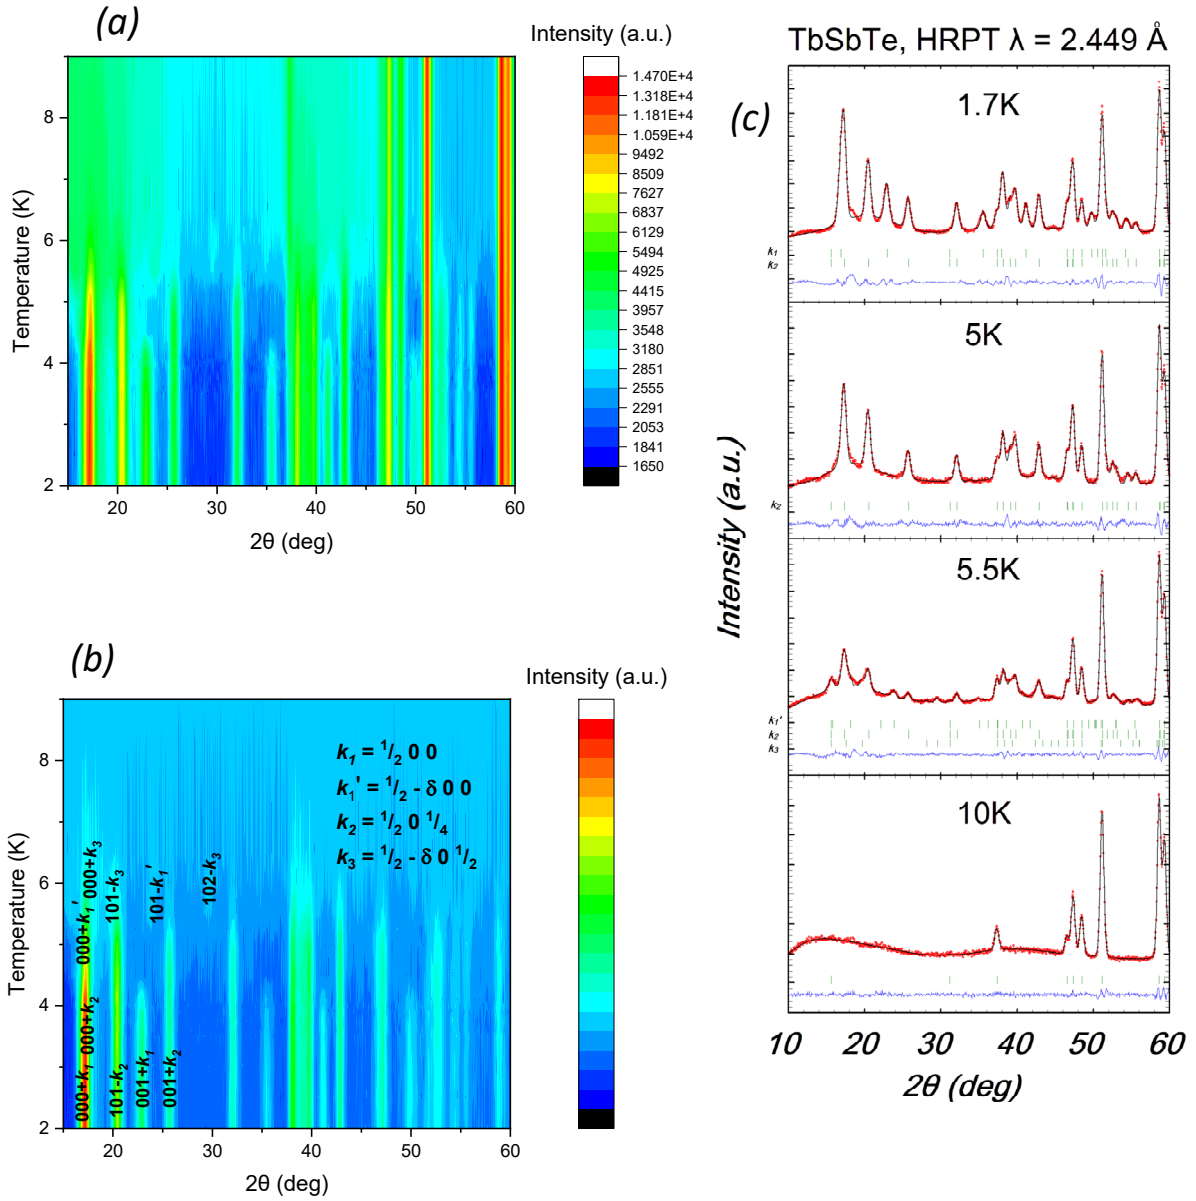 (a)
Intensity (a.u.)
1.470E+4
1.318E+4
1.181E+4
1.059E+4
9492
8509
7627
6837
6129
5494
4925
4415
3957
3548
3180
2851
2555
2291
2053
1841
1650
Temperature (K)
8
6
4
2
20 30 40 50 60
2θ (deg)
(b)
Intensity (a.u.)
k₁ = ¹/₂ 0 0
k₁' = ¹/₂ - δ 0 0
k₂ = ¹/₂ 0 ¹/₄
k₃ = ¹/₂ - δ 0 ¹/₂
000+k₁' 000+k₃
101-k₃
101-k₁'
102-k₃
000+k₁ 000+k₂
101-k₂
001+k₁
001+k₂
Temperature (K)
8
6
4
2
20 30 40 50 60
2θ (deg)
TbSbTe, HRPT λ = 2.449 Å
(c)
1.7K
k₁
k₂
5K
k₂
5.5K
k₁'
k₂
k₃
10K
Intensity (a.u.)
10 20 30 40 50 60
2θ (deg)